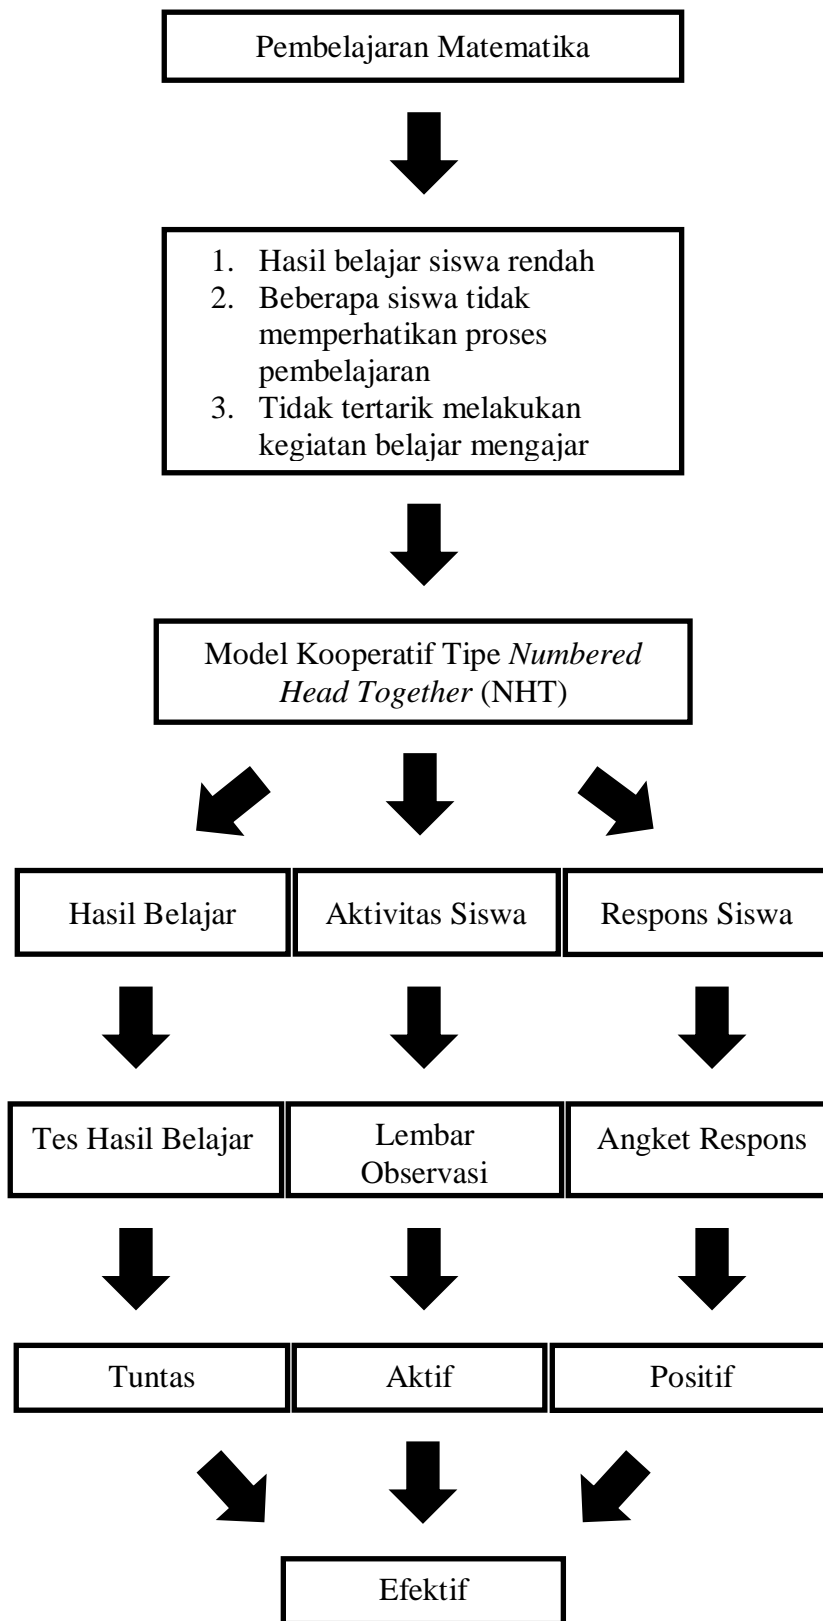 Pembelajaran Matematika
1. Hasil belajar siswa rendah
2. Beberapa siswa tidak
memperhatikan proses
pembelajaran
3. Tidak tertarik melakukan
kegiatan belajar mengajar
Model Kooperatif Tipe Numbered
Head Together (NHT)
Hasil Belajar
Aktivitas Siswa
Respons Siswa
Tes Hasil Belajar
Lembar
Observasi
Angket Respons
Tuntas
Aktif
Positif
Efektif